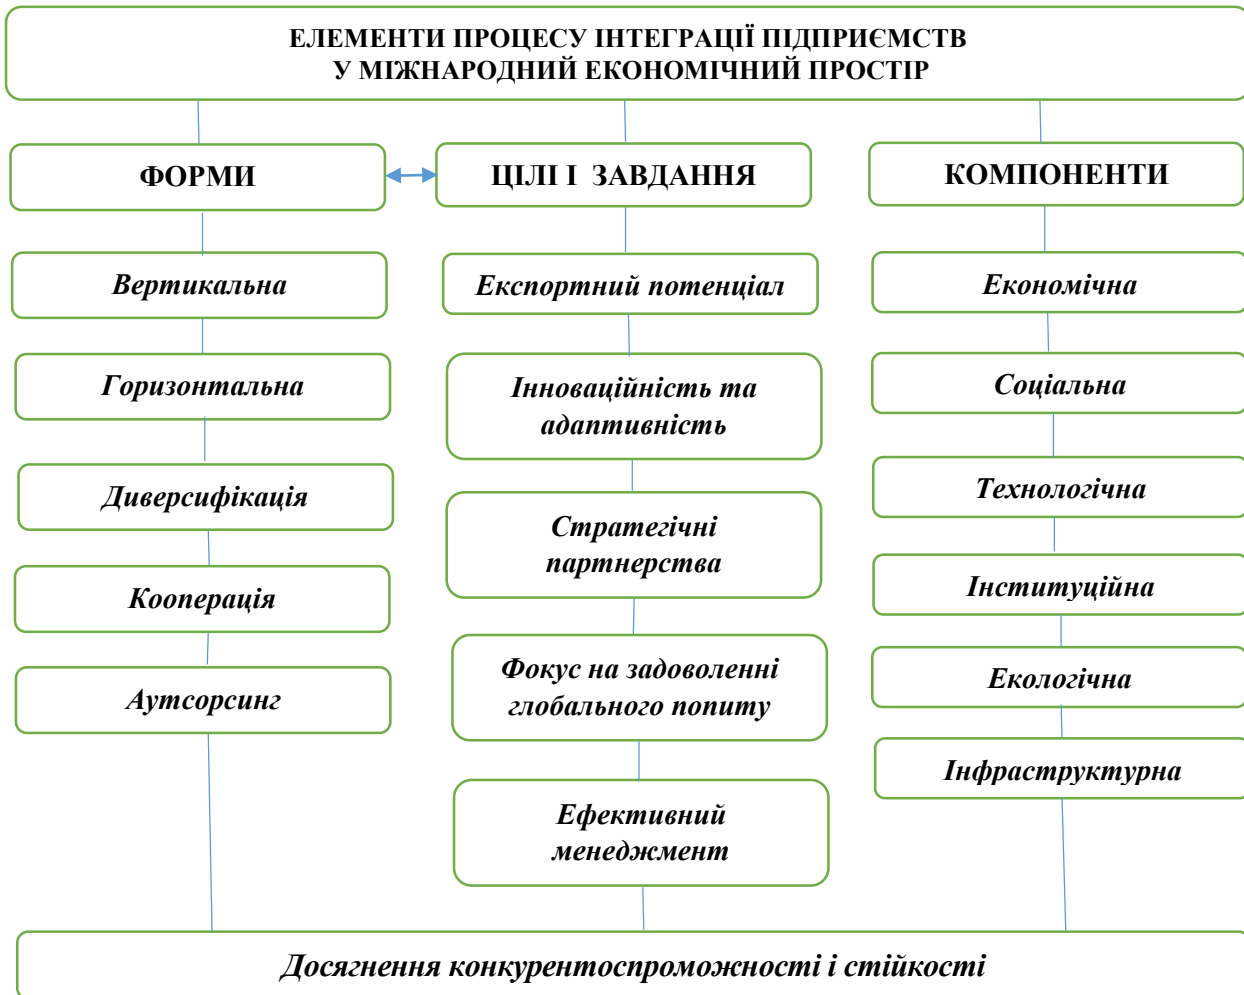 ЕЛЕМЕНТИ ПРОЦЕСУ ІНТЕГРАЦІЇ ПІДПРИЄМСТВ
У МІЖНАРОДНИЙ ЕКОНОМІЧНИЙ ПРОСТІР
ФОРМИ
Вертикальна
Горизонтальна
Диверсифікація
Кооперація
Аутсорсинг
ЦІЛІ І ЗАВДАННЯ
Експортний потенціал
Інноваційність та
адаптивність
Стратегічні
партнерства
Фокус на задоволенні
глобального попиту
Ефективний
менеджмент
КОМПОНЕНТИ
Економічна
Соціальна
Технологічна
Інституційна
Екологічна
Інфраструктурна
Досягнення конкурентоспроможності і стійкості